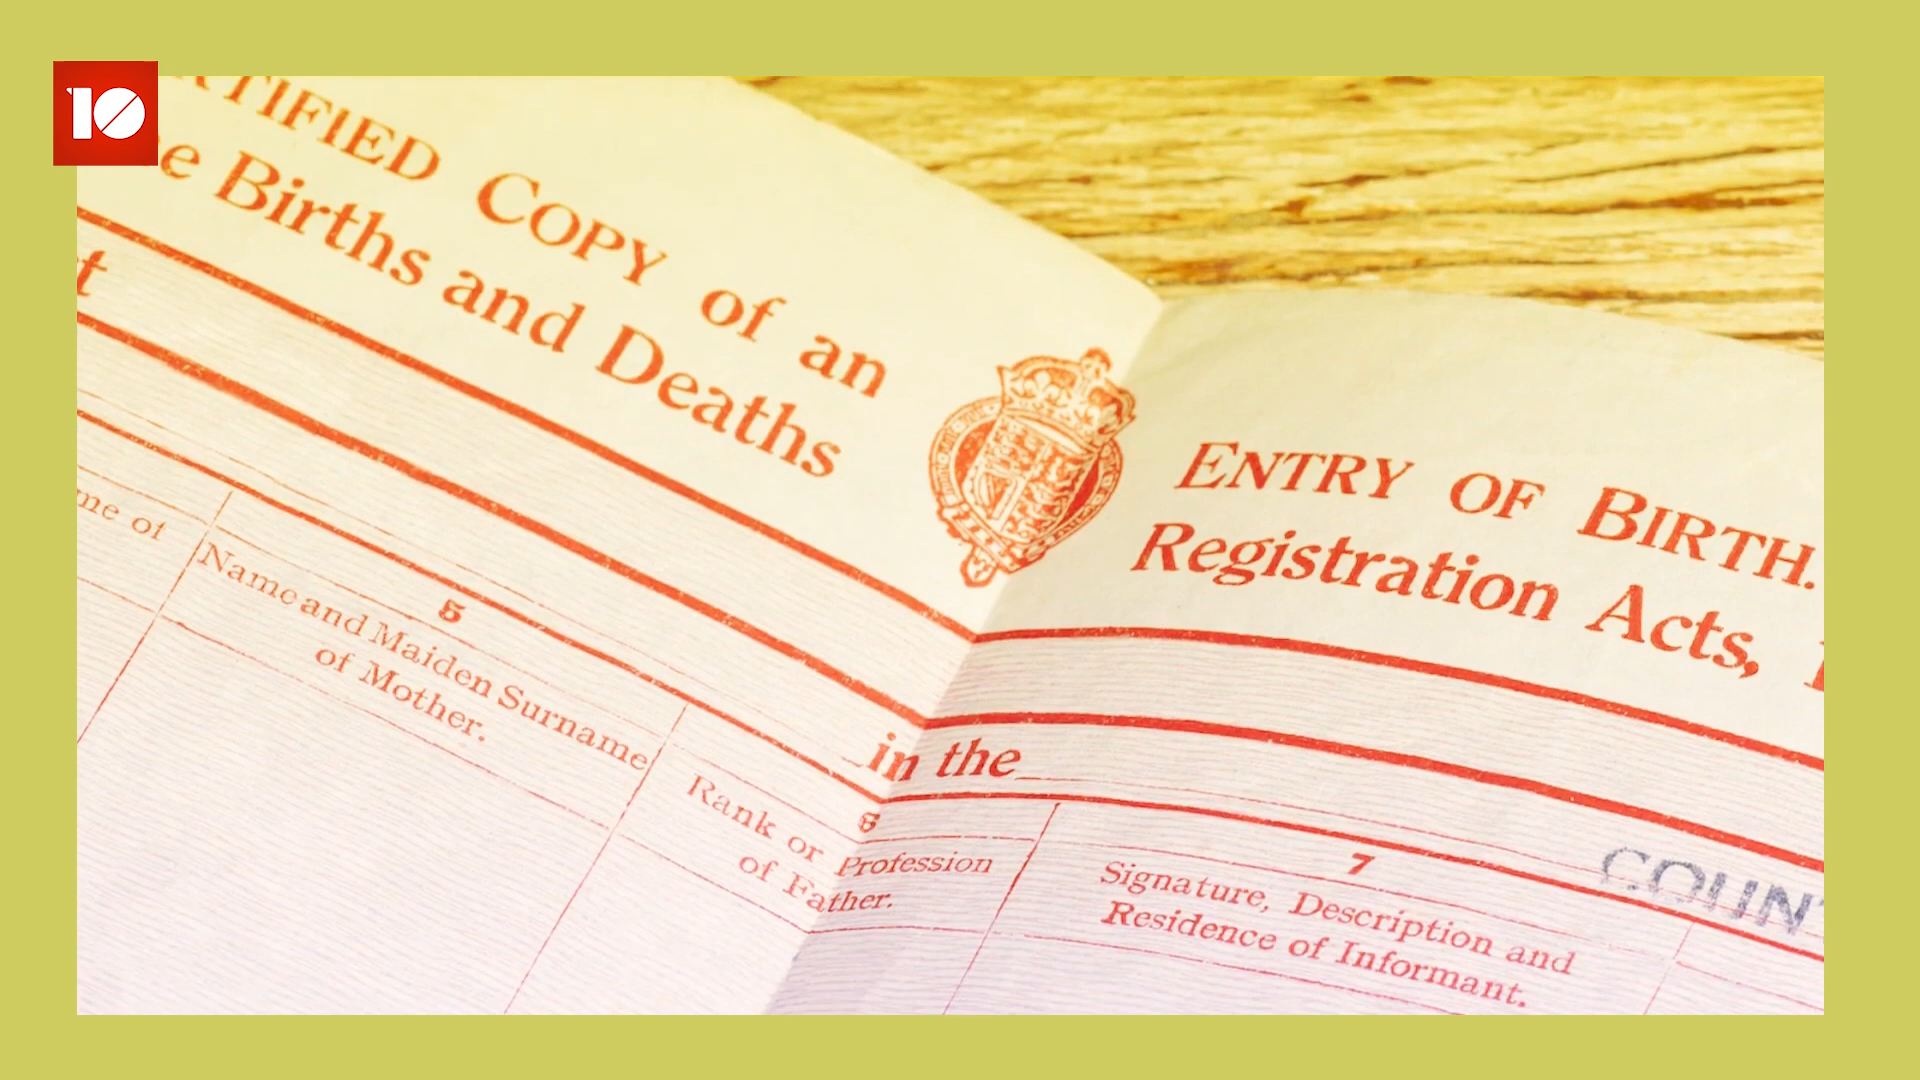 10
TIFIED COPY of an
e Births and Deaths
ENTRY OF BIRTH.
Registration Acts,
in the
5
Name and Maiden Surname
of Mother.
6
Rank or Profession
of Father.
7
Signature, Description and
Residence of Informant.
me of
COUN